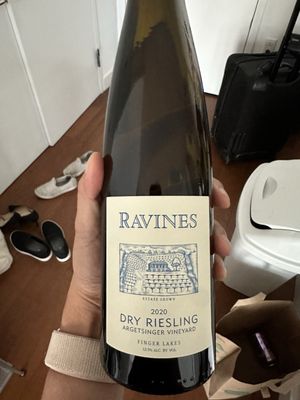 RAVINES
ESTATE GROWN
2020
DRY RIESLING
ARGETSINGER VINEYARD
FINGER LAKES
12.5% ALC. BY VOL.